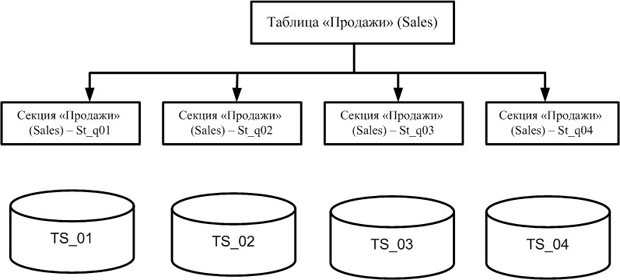 Таблица «Продажи» (Sales)
Секция «Продажи»
(Sales) – St_q01
Секция «Продажи»
(Sales) – St_q02
Секция «Продажи»
(Sales) – St_q03
Секция «Продажи»
(Sales) – St_q04
TS_01
TS_02
TS_03
TS_04